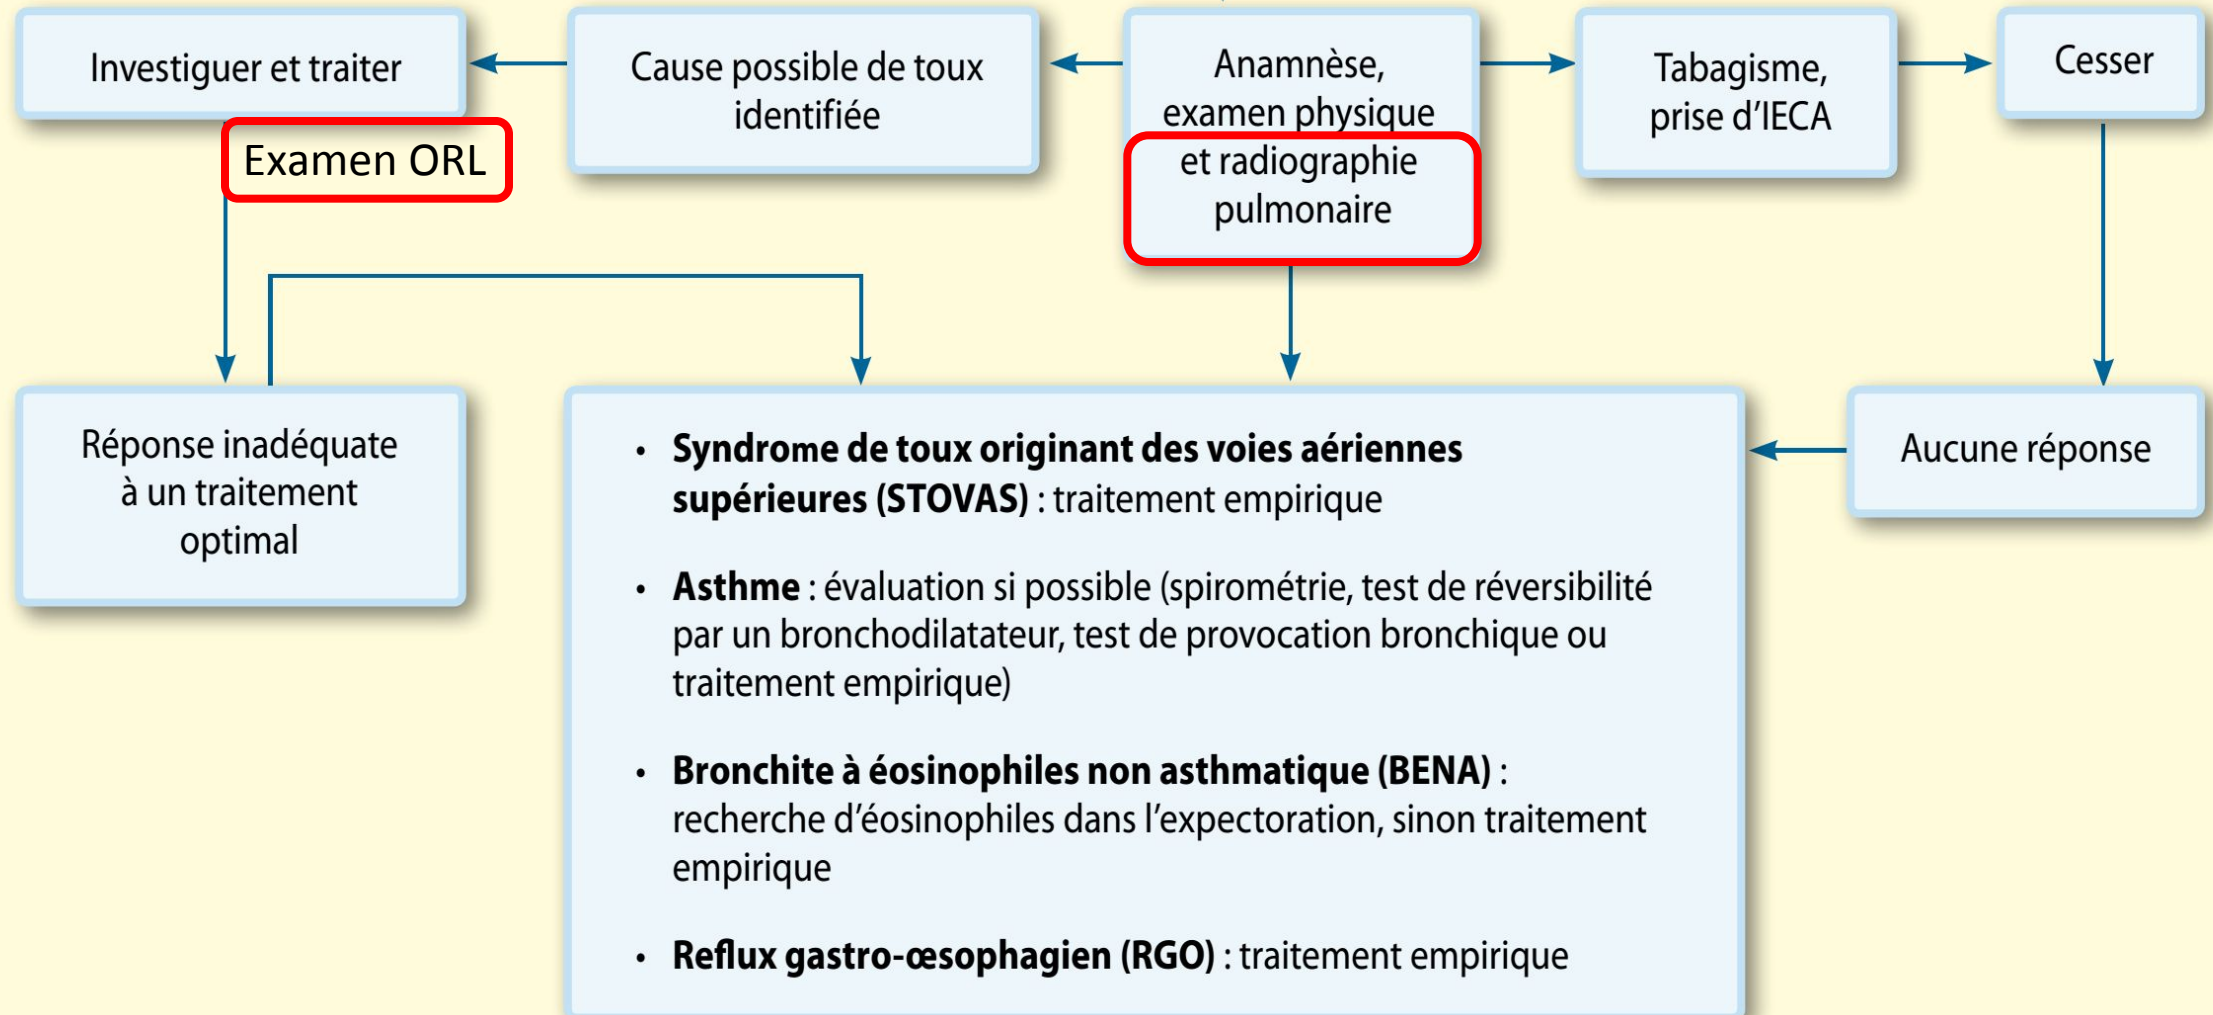 Investiguer et traiter
Cause possible de toux
identifiée
Anamnèse,
examen physique
et radiographie
pulmonaire
Tabagisme,
prise d'IECA
Cesser
Examen ORL
Réponse inadéquate
à un traitement
optimal
• Syndrome de toux originant des voies aériennes
supérieures (STOVAS) : traitement empirique
• Asthme : évaluation si possible (spirométrie, test de réversibilité
par un bronchodilatateur, test de provocation bronchique ou
traitement empirique)
• Bronchite à éosinophiles non asthmatique (BENA) :
recherche d'éosinophiles dans l'expectoration, sinon traitement
empirique
• Reflux gastro-œsophagien (RGO) : traitement empirique
Aucune réponse